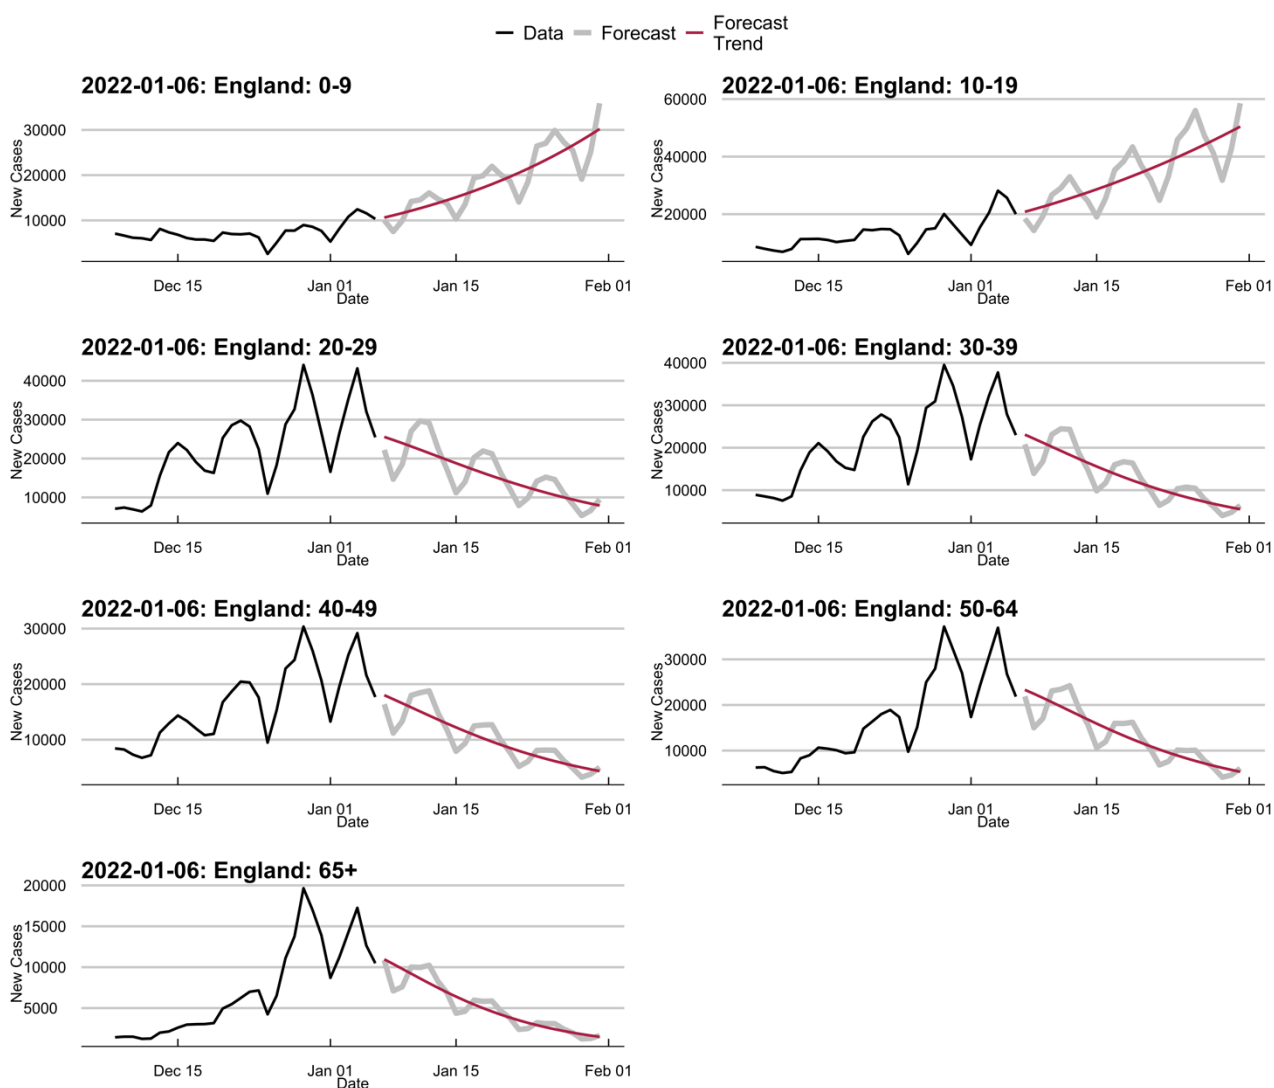 Data
Forecast
Forecast
Trend
2022-01-06: England: 0-9
New Cases
30000
20000
10000
Dec 15
Jan 01
Jan 15
Feb 01
Date
2022-01-06: England: 10-19
New Cases
60000
40000
20000
Dec 15
Jan 01
Jan 15
Feb 01
Date
2022-01-06: England: 20-29
New Cases
40000
30000
20000
10000
Dec 15
Jan 01
Jan 15
Feb 01
Date
2022-01-06: England: 30-39
New Cases
40000
30000
20000
10000
Dec 15
Jan 01
Jan 15
Feb 01
Date
2022-01-06: England: 40-49
New Cases
30000
20000
10000
Dec 15
Jan 01
Jan 15
Feb 01
Date
2022-01-06: England: 50-64
New Cases
30000
20000
10000
Dec 15
Jan 01
Jan 15
Feb 01
Date
2022-01-06: England: 65+
New Cases
20000
15000
10000
5000
Dec 15
Jan 01
Jan 15
Feb 01
Date